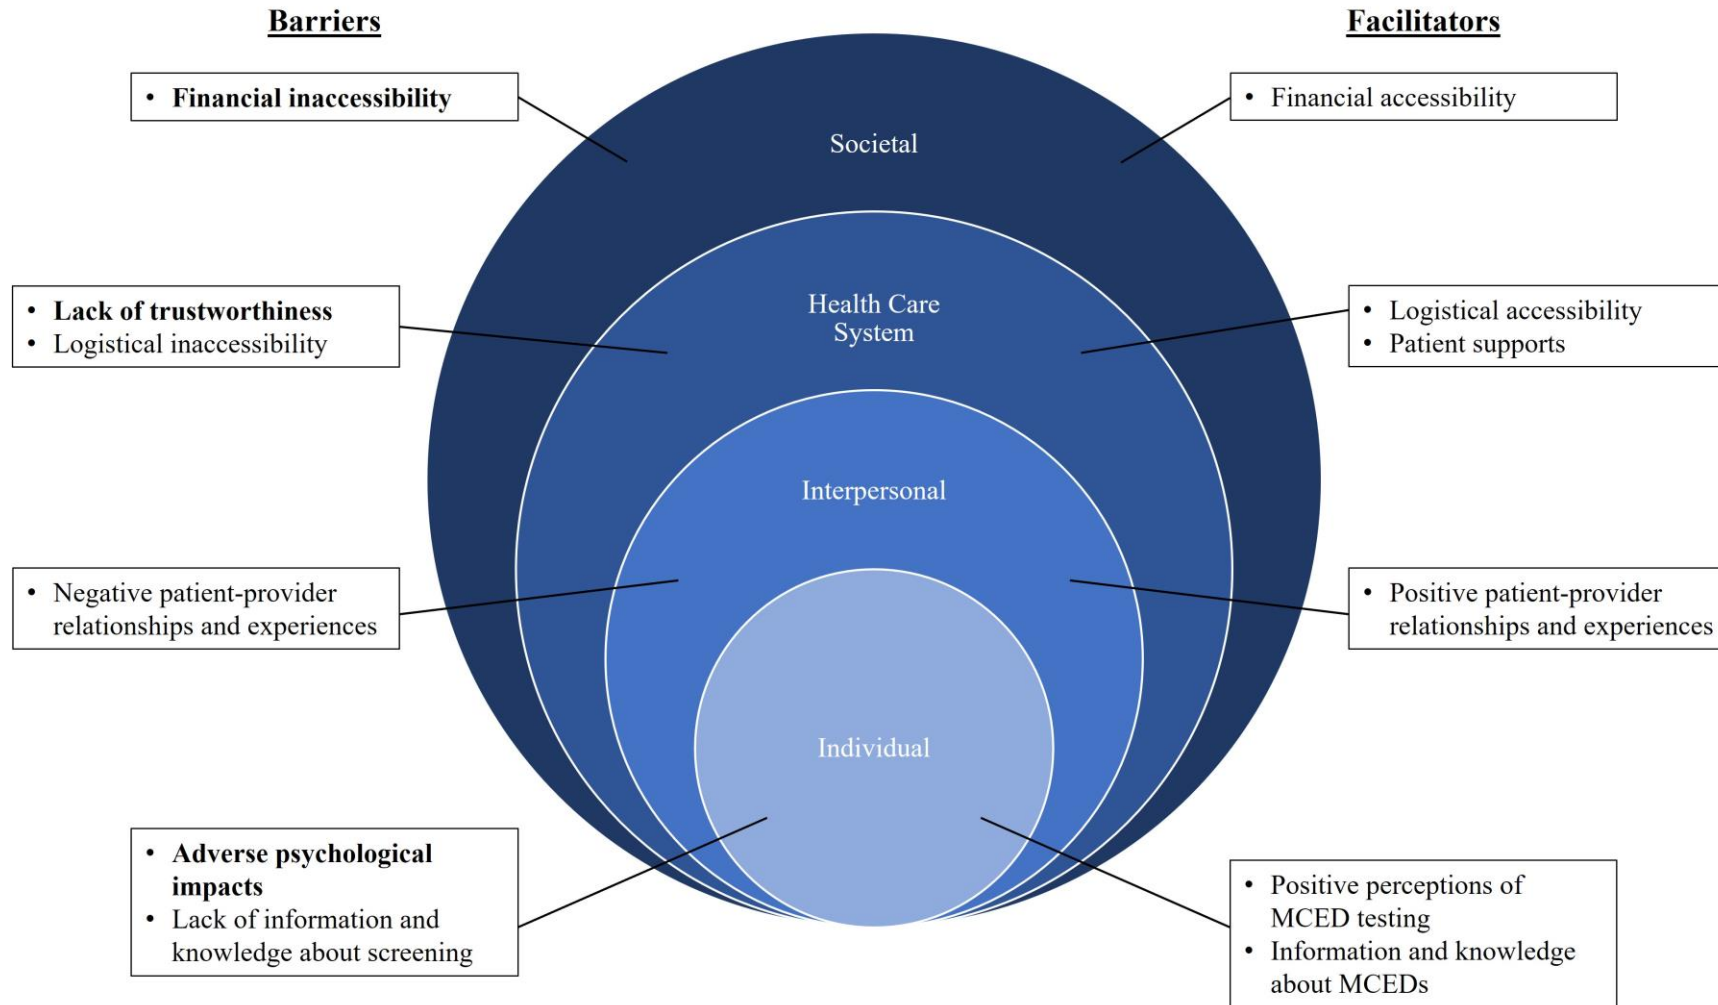 Barriers
Facilitators
• Financial inaccessibility
• Financial accessibility
Societal
• Lack of trustworthiness
• Logistical inaccessibility
Health Care
System
• Logistical accessibility
• Patient supports
Interpersonal
• Negative patient-provider
relationships and experiences
• Positive patient-provider
relationships and experiences
Individual
• Adverse psychological
impacts
• Lack of information and
knowledge about screening
• Positive perceptions of
MCED testing
• Information and knowledge
about MCEDs